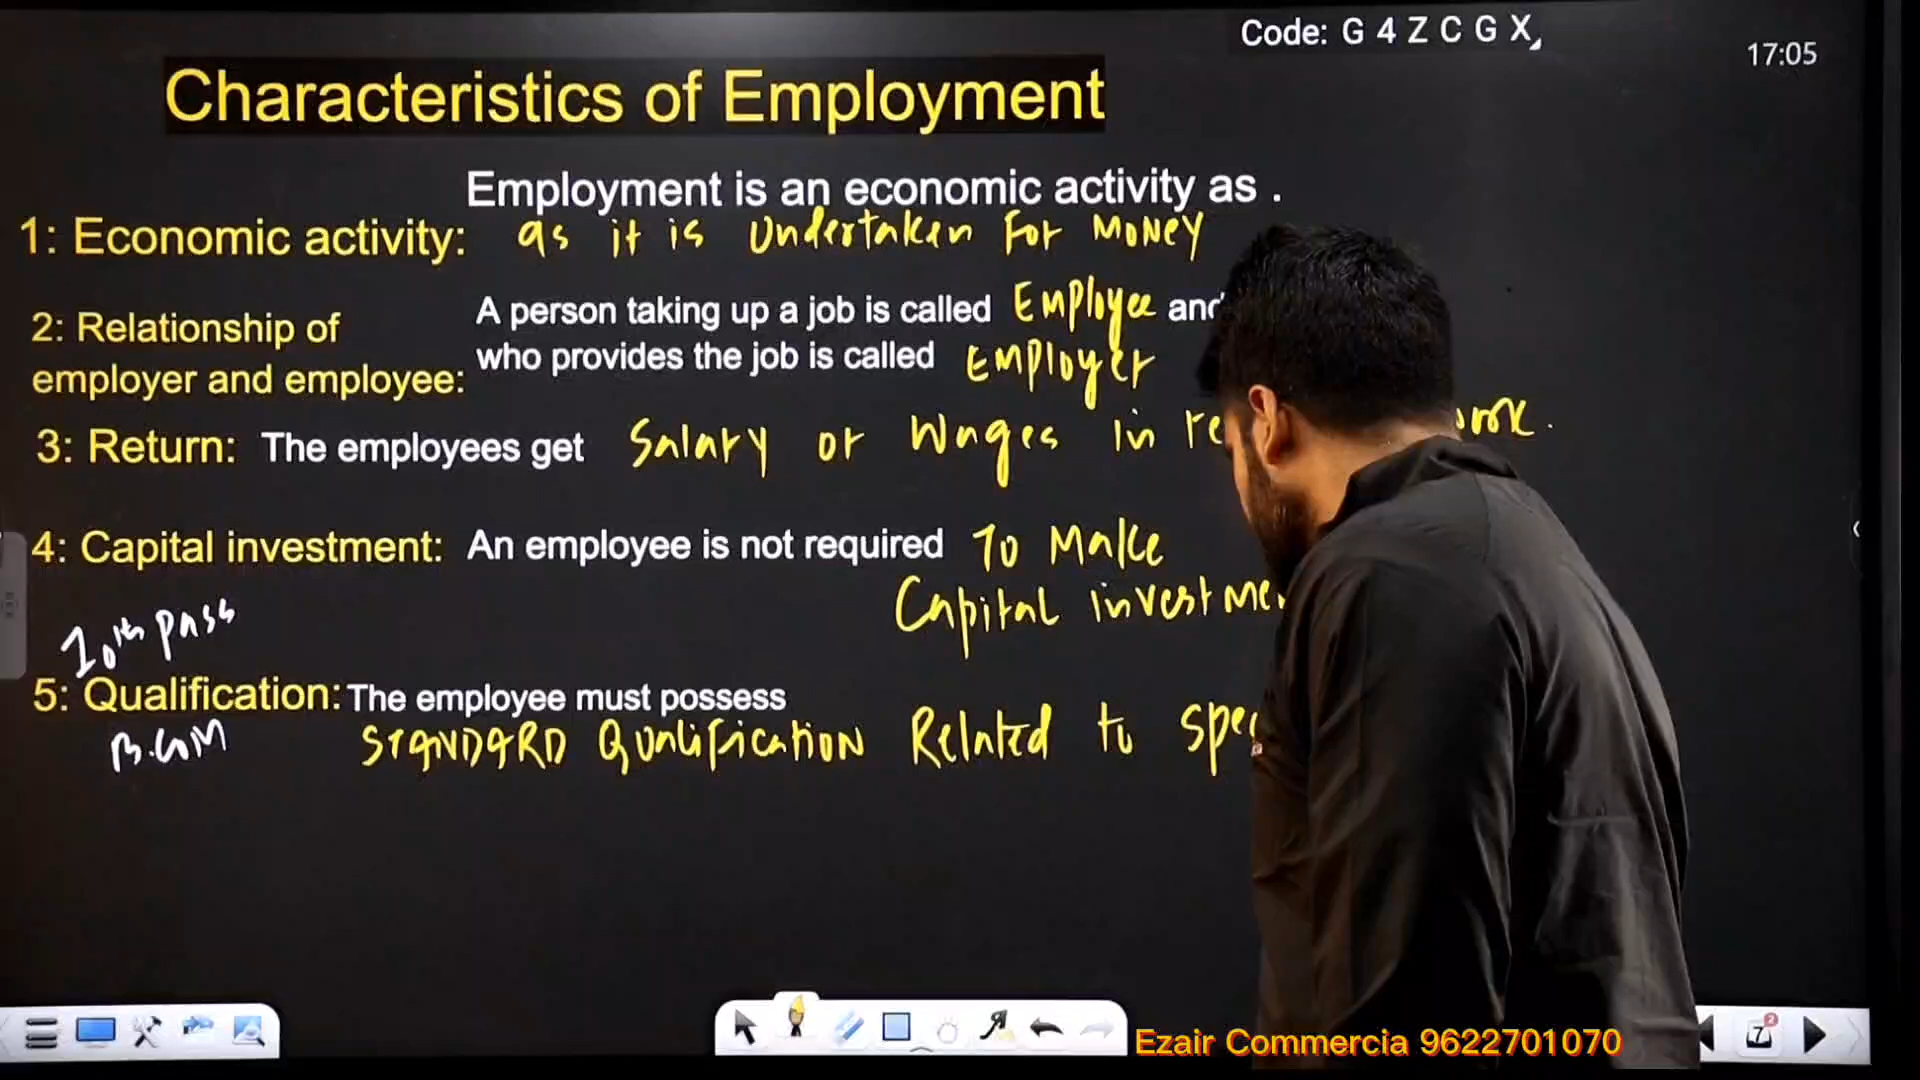 Code: G 4 Z C G X
17:05
Characteristics of Employment
Employment is an economic activity as .
1: Economic activity: as it is Undertaken For Money
2: Relationship of employer and employee:
A person taking up a job is called Employee and
who provides the job is called Employer
3: Return: The employees get Salary or Wages in
4: Capital investment: An employee is not required To Make
Capital
10th pass
5: Qualification: The employee must possess
B.COM STANDARD Qualification Related to
7
2
Ezair Commercia 9622701070